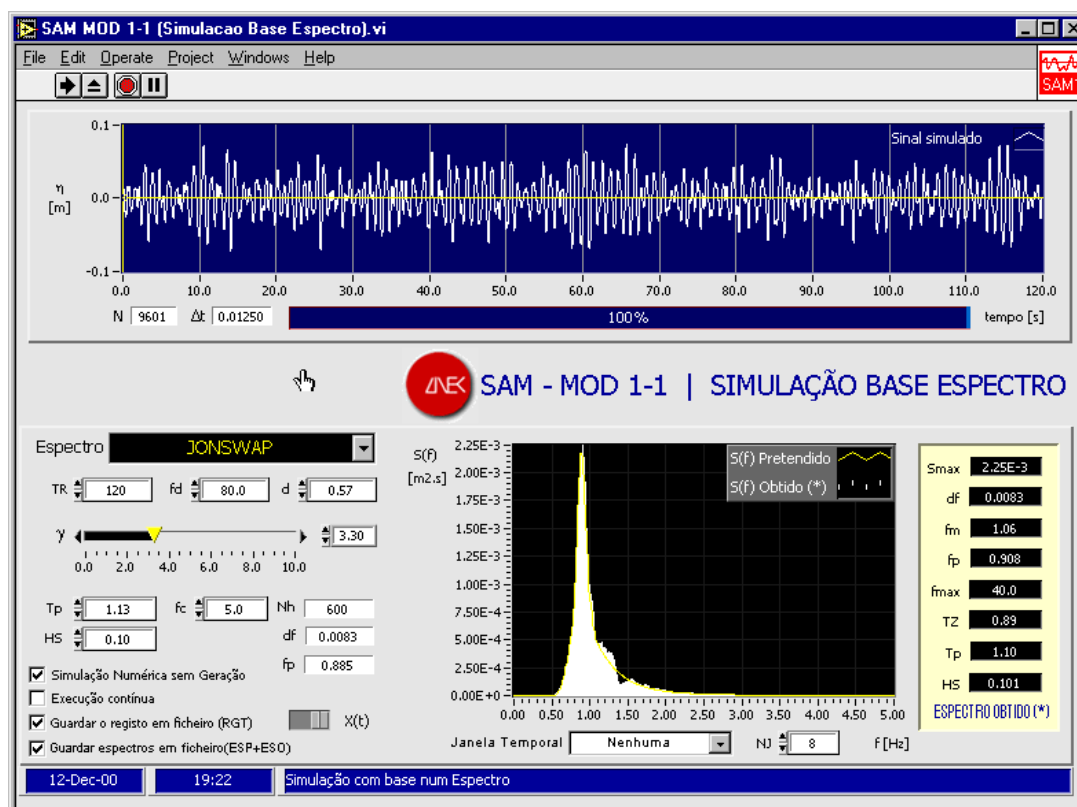 SAM MOD 1-1 (Simulacao Base Espectro).vi
File Edit Operate Project Windows Help
SAM
0.1
Sinal simulado
η
[m]
0.0
-0.1
0.0 10.0 20.0 30.0 40.0 50.0 60.0 70.0 80.0 90.0 100.0 110.0 120.0
N 9601 Δt 0.01250 100% tempo [s]
LNEC SAM - MOD 1-1 | SIMULAÇÃO BASE ESPECTRO
Espectro JONSWAP
TR 120 fd 80.0 d 0.57
γ 3.30
0.0 2.0 4.0 6.0 8.0 10.0
Tp 1.13 fc 5.0 Nh 600
HS 0.10 df 0.0083
fp 0.885
Simulação Numérica sem Geração
Execução contínua
Guardar o registo em ficheiro (RGT) X(t)
Guardar espectros em ficheiro(ESP+ESO)
S(f)
[m2.s]
2.25E-3
2.00E-3
1.75E-3
1.50E-3
1.25E-3
1.00E-3
7.50E-4
5.00E-4
2.50E-4
0.00E+0
S(f) Pretendido
S(f) Obtido (*)
0.00 0.50 1.00 1.50 2.00 2.50 3.00 3.50 4.00 4.50 5.00
Janela Temporal Nenhuma NJ 8 f [Hz]
Smax 2.25E-3
df 0.0083
fm 1.06
fp 0.908
fmax 40.0
TZ 0.89
Tp 1.10
HS 0.101
ESPECTRO OBTIDO (*)
12-Dec-00 19:22 Simulação com base num Espectro